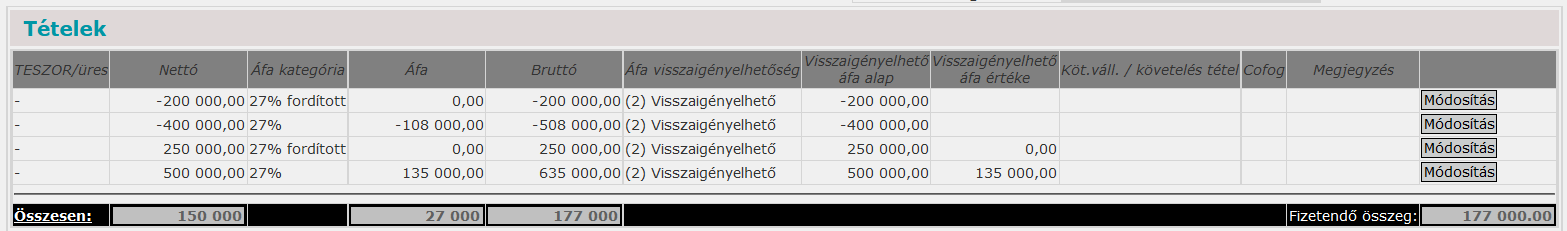 Tételek
TESZOR/üres Nettó Áfa kategória Áfa Bruttó Áfa visszaigényelhetőség Visszaigényelhető áfa alap Visszaigényelhető áfa értéke Köt.váll. / követelés tétel Cofog Megjegyzés
- -200 000,00 27% fordított 0,00 -200 000,00 (2) Visszaigényelhető -200 000,00 Módosítás
- -400 000,00 27% -108 000,00 -508 000,00 (2) Visszaigényelhető -400 000,00 Módosítás
- 250 000,00 27% fordított 0,00 250 000,00 (2) Visszaigényelhető 250 000,00 0,00 Módosítás
- 500 000,00 27% 135 000,00 635 000,00 (2) Visszaigényelhető 500 000,00 135 000,00 Módosítás
Összesen: 150 000 27 000 177 000 Fizetendő összeg: 177 000.00